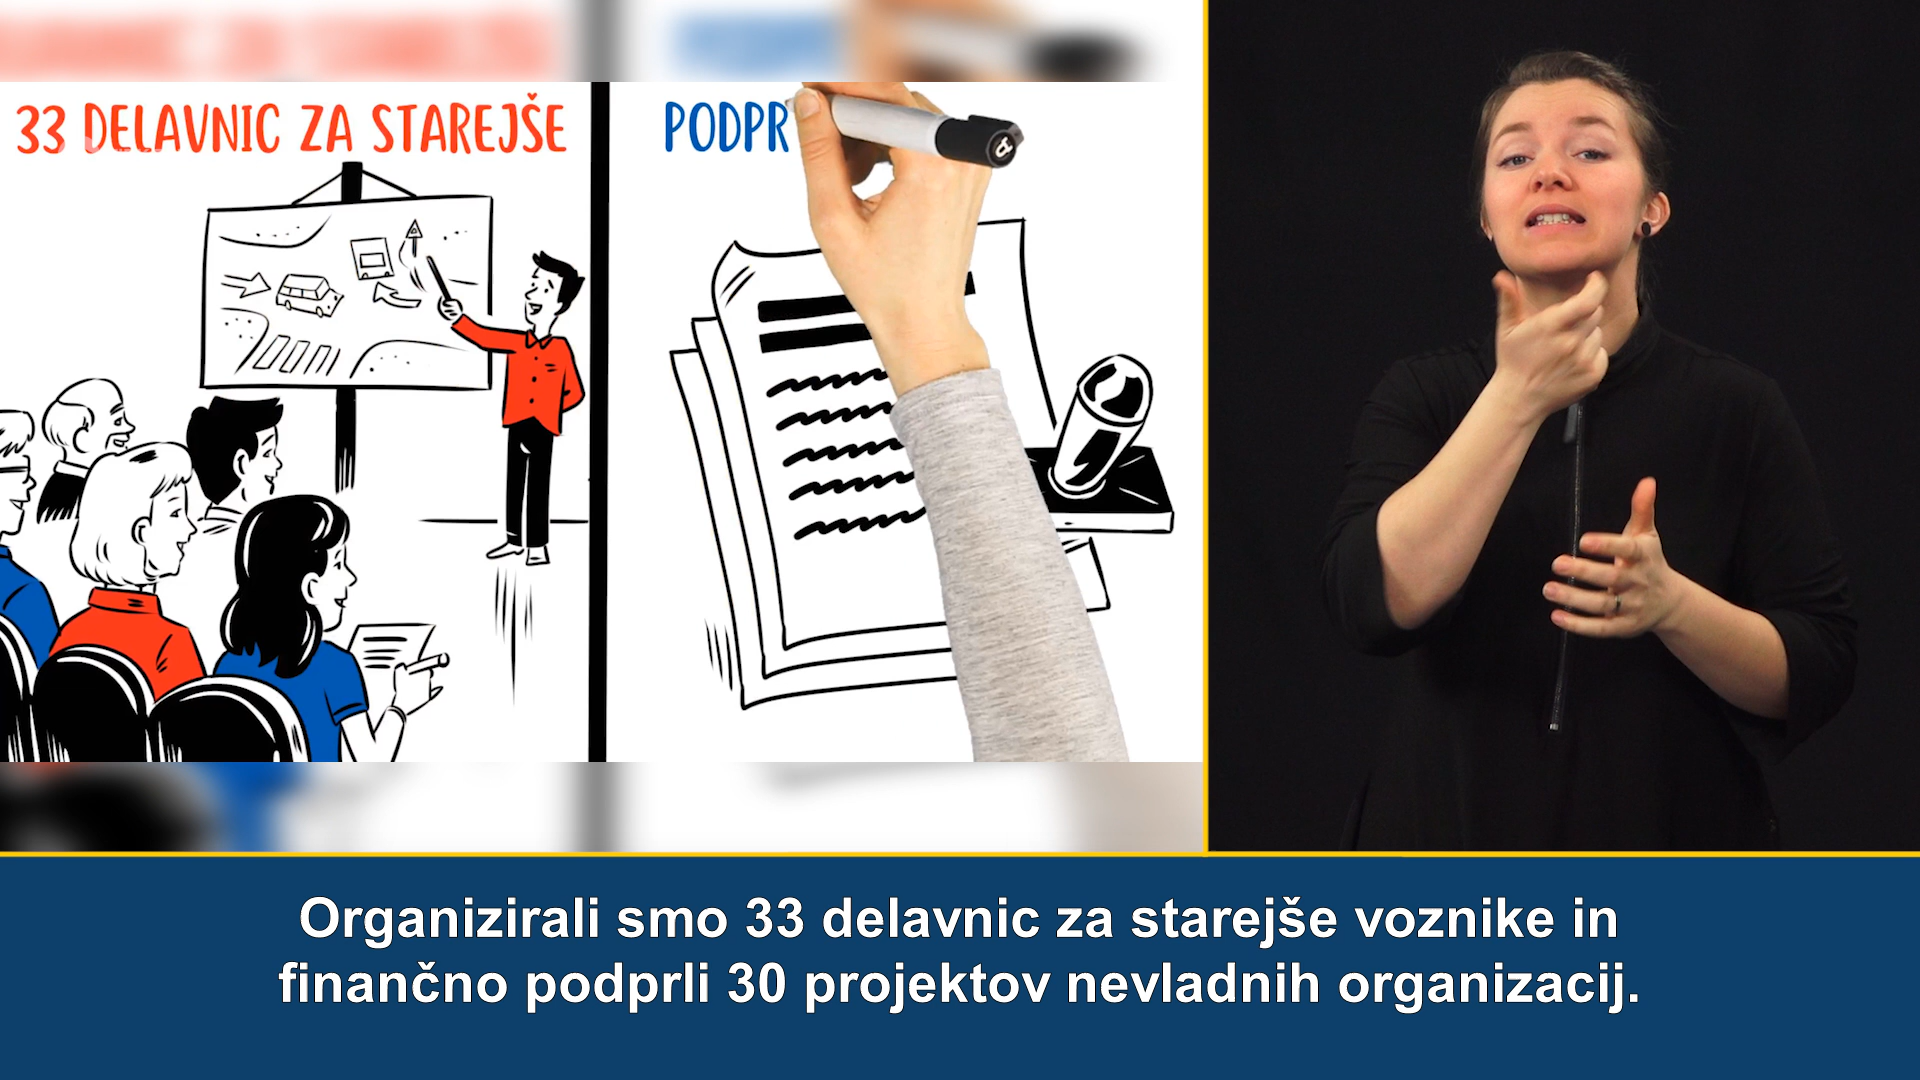 33 DELAVNIC ZA STAREJŠE
PODPR
Organizirali smo 33 delavnic za starejše voznike in
finančno podprli 30 projektov nevladnih organizacij.